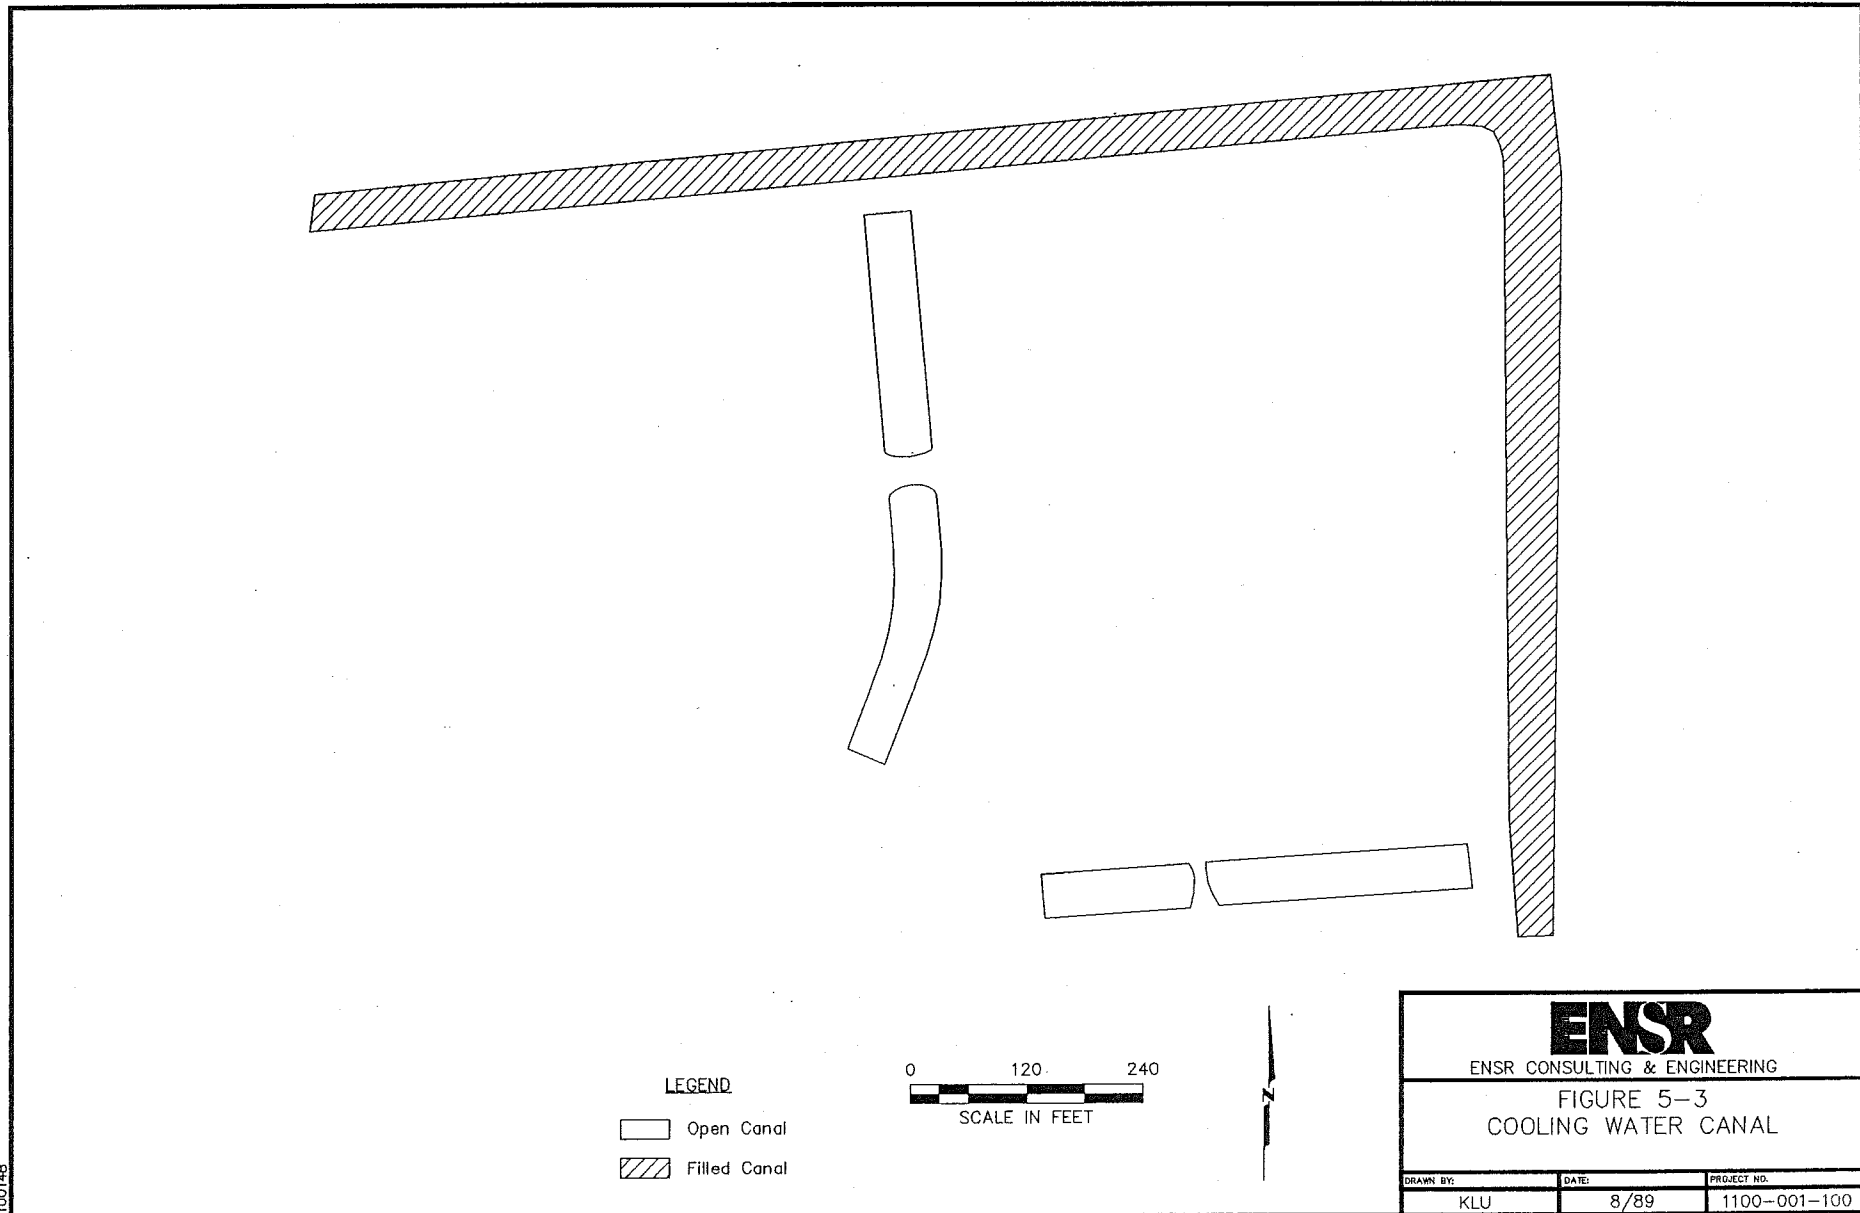 LEGEND
Open Canal
Filled Canal
0 120 240
SCALE IN FEET
N
ENSR
ENSR CONSULTING & ENGINEERING
FIGURE 5-3
COOLING WATER CANAL
DRAWN BY: DATE: PROJECT NO.
KLU 8/89 1100-001-100